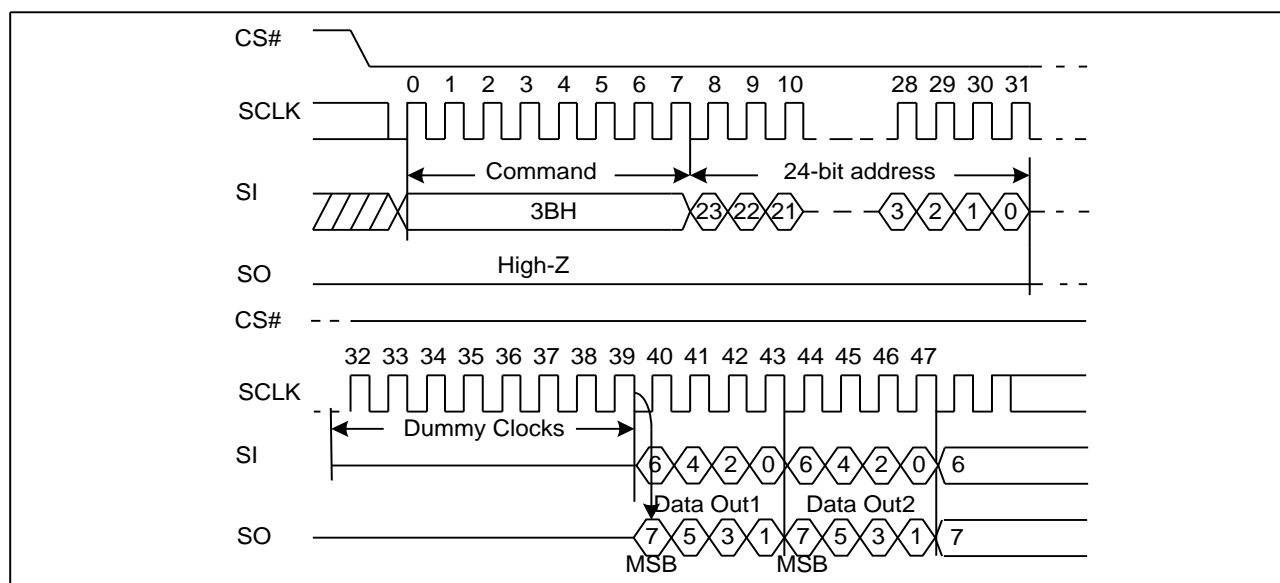 CS#
0 1 2 3 4 5 6 7 8 9 10 28 29 30 31
SCLK
Command 24-bit address
SI
3BH 23 22 21 3 2 1 0
High-Z
SO
CS#
32 33 34 35 36 37 38 39 40 41 42 43 44 45 46 47
SCLK
Dummy Clocks
SI
6 4 2 0 6 4 2 0 6
Data Out1 Data Out2
SO
7 5 3 1 7 5 3 1 7
MSB MSB